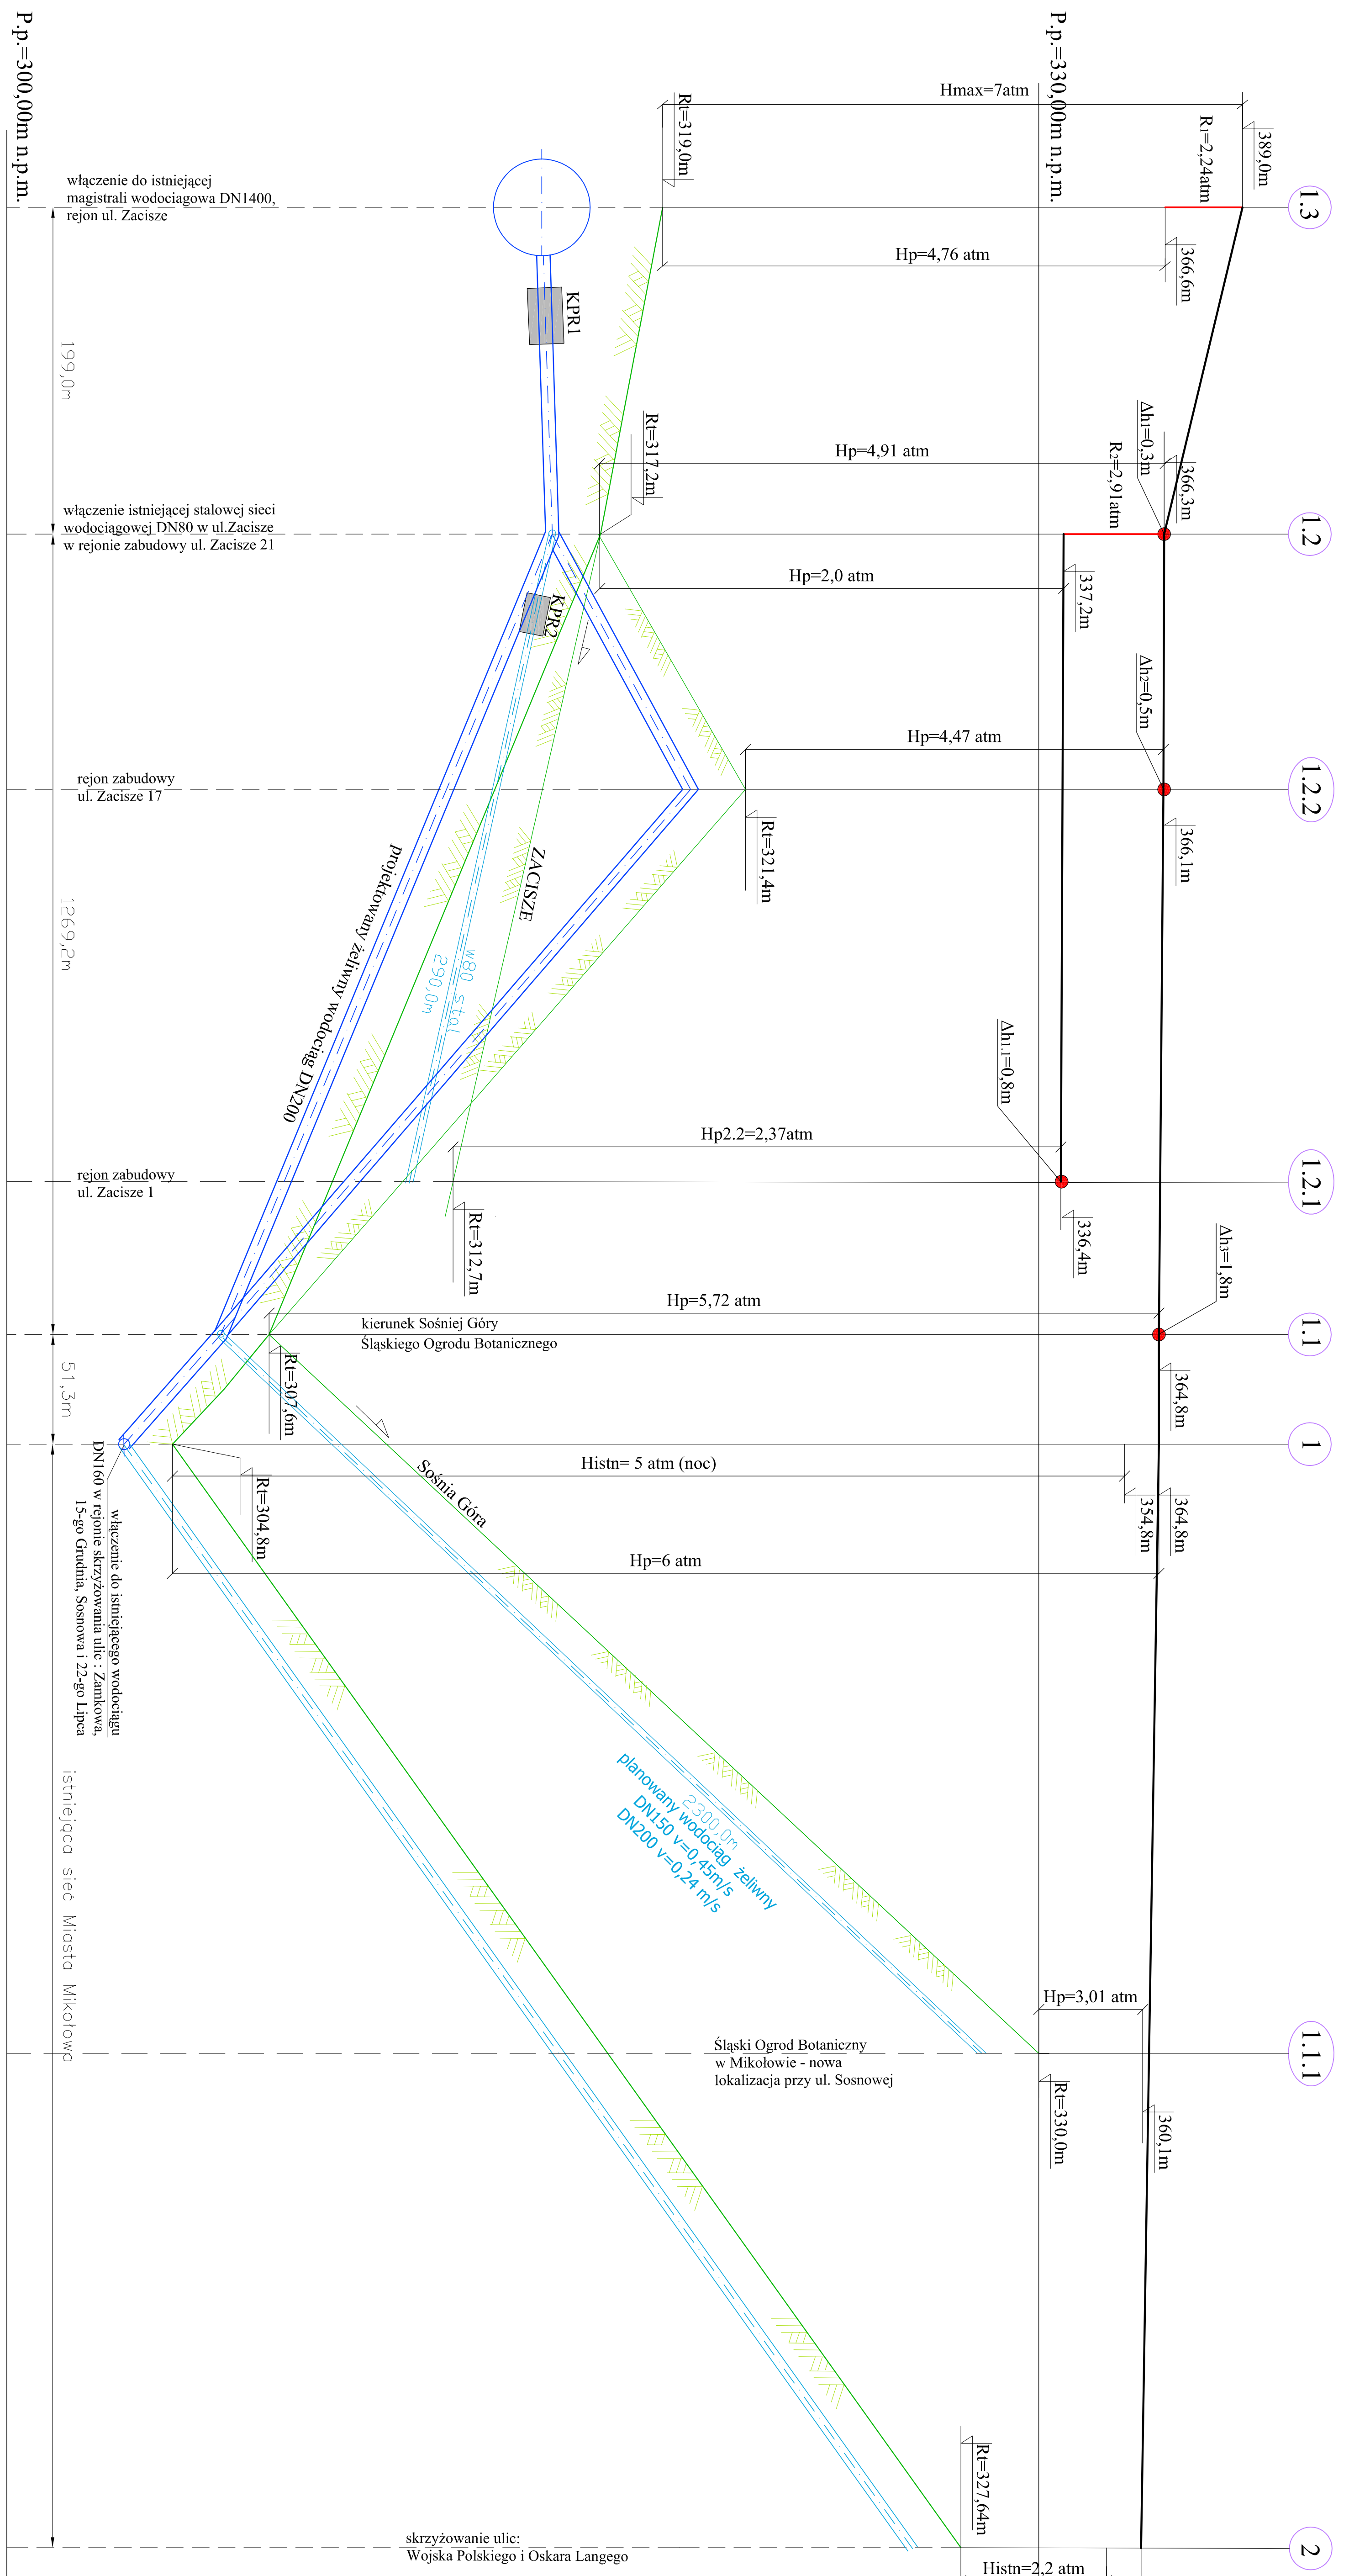 P.p.=300,00m n.p.m.
P.p.=330,00m n.p.m.
1.3
389,0m
R1=2,24atm
Hmax=7atm
Rt=319,0m
366,6m
Hp=4,76 atm
włączenie do istniejącej
magistrali wodociagowa DN1400,
rejon ul. Zacisze
KPR1
199,0m
1.2
366,3m
Δh1=0,3m
R2=2,91atm
Hp=4,91 atm
Rt=317,2m
włączenie istniejącej stalowej sieci
wodociągowej DN80 w ul.Zacisze
w rejonie zabudowy ul. Zacisze 21
Hp=2,0 atm
337,2m
KPR2
Δh2=0,5m
1.2.2
366,1m
Hp=4,47 atm
Rt=321,4m
rejon zabudowy
ul. Zacisze 17
ZACISZE
projektowany żeliwny wodociąg DN200
w80 stal
290,0m
1269,2m
Δh1.1=0,8m
1.2.1
336,4m
Hp2.2=2,37atm
Rt=312,7m
rejon zabudowy
ul. Zacisze 1
Δh3=1,8m
1.1
364,8m
Hp=5,72 atm
kierunek Sośniej Góry
Śląskiego Ogrodu Botanicznego
Rt=307,6m
51,3m
1
364,8m
354,8m
Histn= 5 atm (noc)
Rt=304,8m
Sośnia Góra
Hp=6 atm
włączenie do istniejącego wodociągu
DN160 w rejonie skrzyżowania ulic : Zamkowa,
15-go Grudnia, Sosnowa i 22-go Lipca
istniejąca sieć Miasta Mikołowa
2300,0m
planowany wodociąg żeliwny
DN150 v=0,45m/s
DN200 v=0,24 m/s
Hp=3,01 atm
1.1.1
360,1m
Rt=330,0m
Śląski Ogrod Botaniczny
w Mikołowie - nowa
lokalizacja przy ul. Sosnowej
Rt=327,64m
2
skrzyżowanie ulic:
Wojska Polskiego i Oskara Langego
Histn=2,2 atm